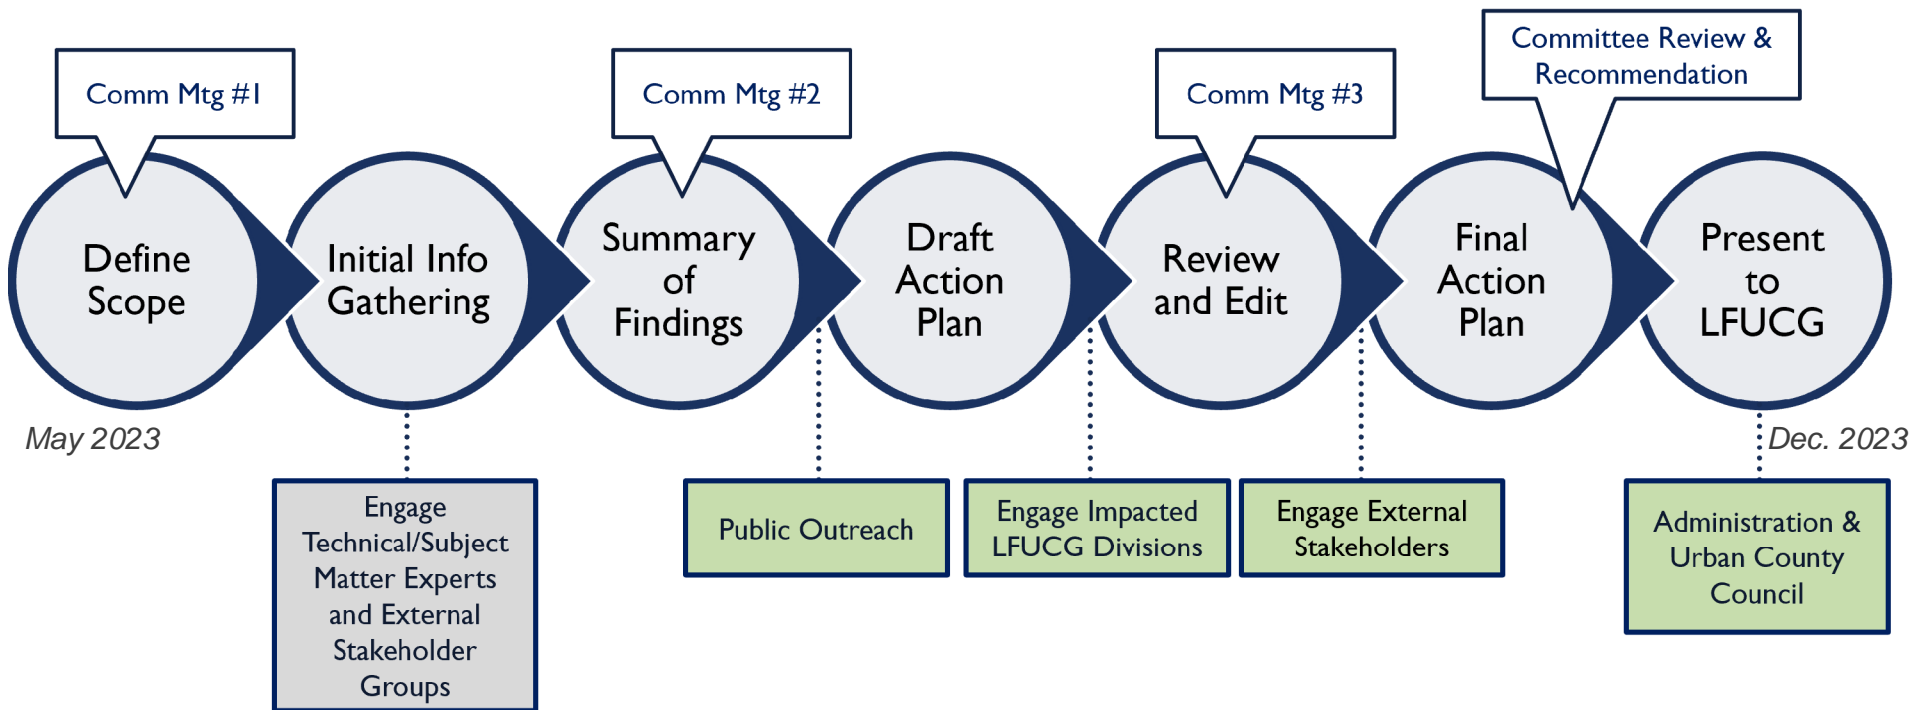 Comm Mtg #1
Comm Mtg #2
Comm Mtg #3
Committee Review &
Recommendation
Define
Scope
Initial Info
Gathering
Summary
of
Findings
Draft
Action
Plan
Review
and Edit
Final
Action
Plan
Present
to
LFUCG
May 2023
Dec. 2023
Engage
Technical/Subject
Matter Experts
and External
Stakeholder
Groups
Public Outreach
Engage Impacted
LFUCG Divisions
Engage External
Stakeholders
Administration &
Urban County
Council